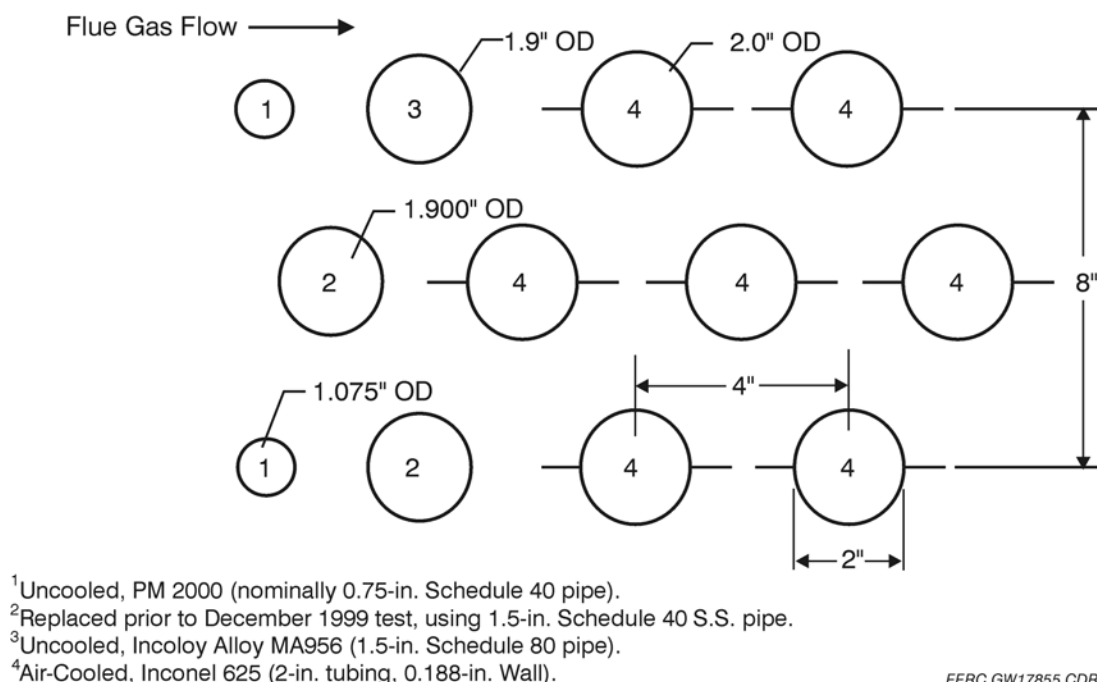 Flue Gas Flow
1.9" OD
2.0" OD
1
3
4
4
1.900" OD
2
4
4
4
8"
1.075" OD
4"
1
2
4
4
2"
1Uncooled, PM 2000 (nominally 0.75-in. Schedule 40 pipe).
2Replaced prior to December 1999 test, using 1.5-in. Schedule 40 S.S. pipe.
3Uncooled, Incoloy Alloy MA956 (1.5-in. Schedule 80 pipe).
4Air-Cooled, Inconel 625 (2-in. tubing, 0.188-in. Wall).
EERC GW17855.CDR